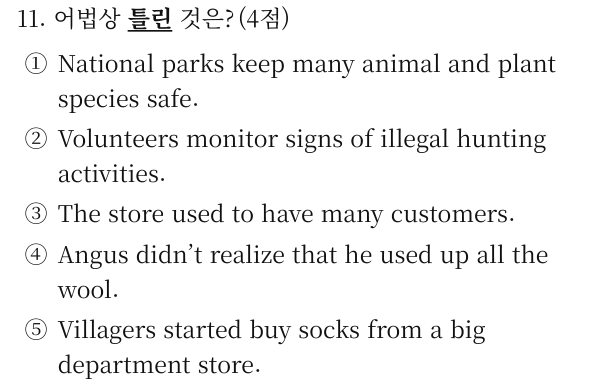 11. 어법상 틀린 것은? (4점)
① National parks keep many animal and plant
species safe.
② Volunteers monitor signs of illegal hunting
activities.
③ The store used to have many customers.
④ Angus didn’t realize that he used up all the
wool.
⑤ Villagers started buy socks from a big
department store.